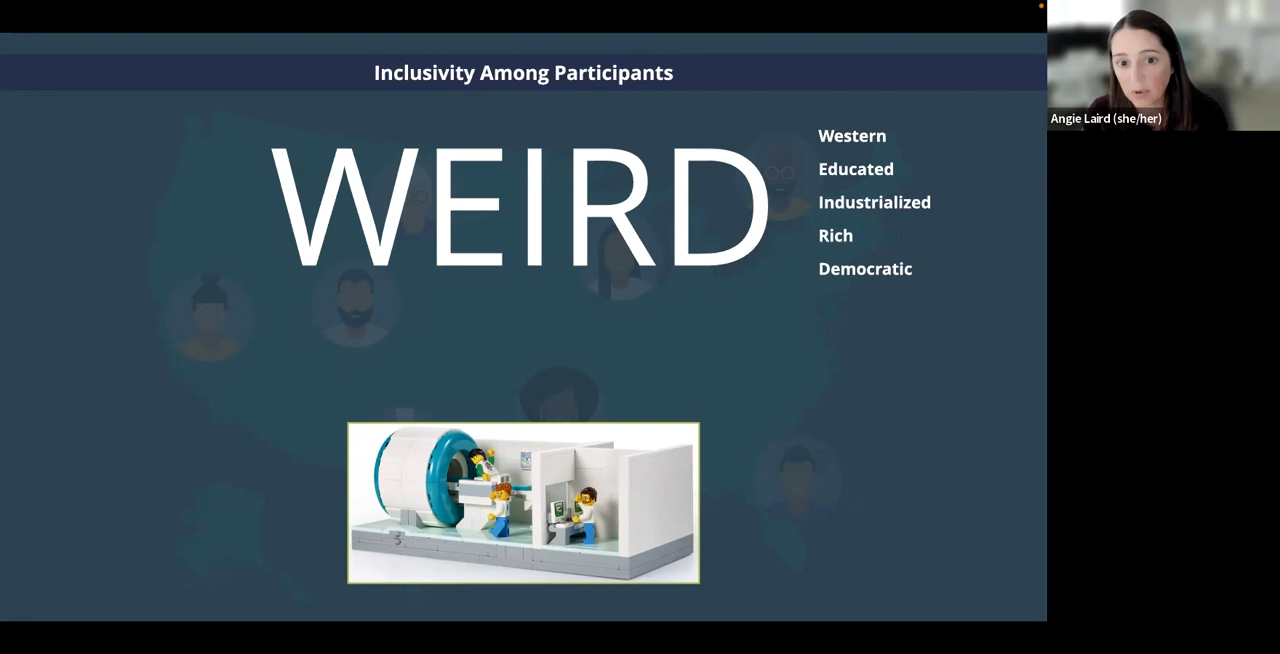 Inclusivity Among Participants
WEIRD
Western
Educated
Industrialized
Rich
Democratic
Angie Laird (she/her)